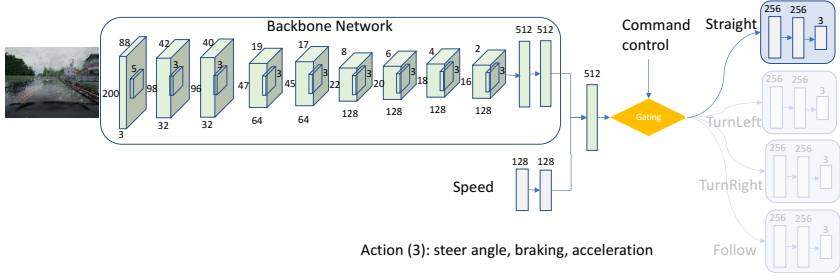 Backbone Network
88
5
200
3
42
3
98
32
40
3
96
32
19
3
47
64
17
3
45
64
8
3
22
128
6
3
20
128
4
3
18
128
2
3
16
128
512 512
512
Speed
128 128
Command
control
Gating
Straight
256 256 3
TurnLeft
256 256 3
TurnRight
256 256 3
Follow
256 256 3
Action (3): steer angle, braking, acceleration